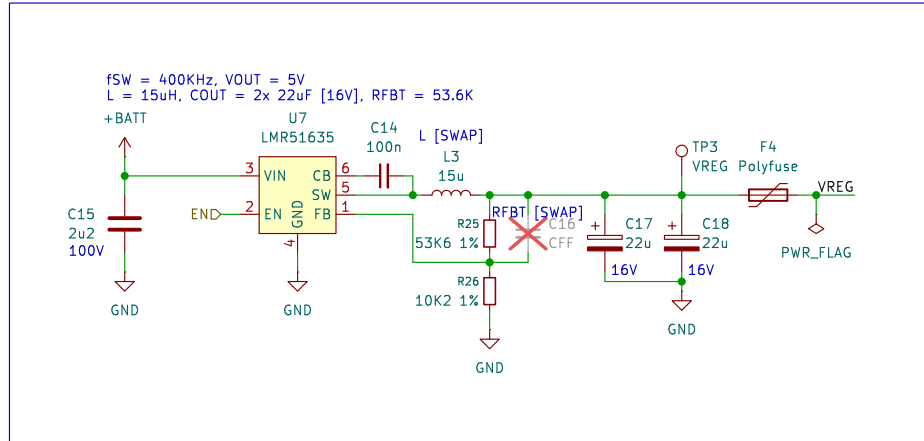 fSW = 400KHz, VOUT = 5V
L = 15uH, COUT = 2x 22uF [16V], RFBT = 53.6K
+BATT
U7
LMR51635
C14
100n
L [SWAP]
L3
15u
TP3
VREG
F4
Polyfuse
3
VIN
CB
6
SW
5
2
EN
FB
1
GND
4
EN
C15
2u2
100V
GND
GND
RFBT [SWAP]
R25
53K6 1%
C16
CFF
R26
10K2 1%
GND
C17
22u
16V
C18
22u
16V
GND
VREG
PWR_FLAG
+
+